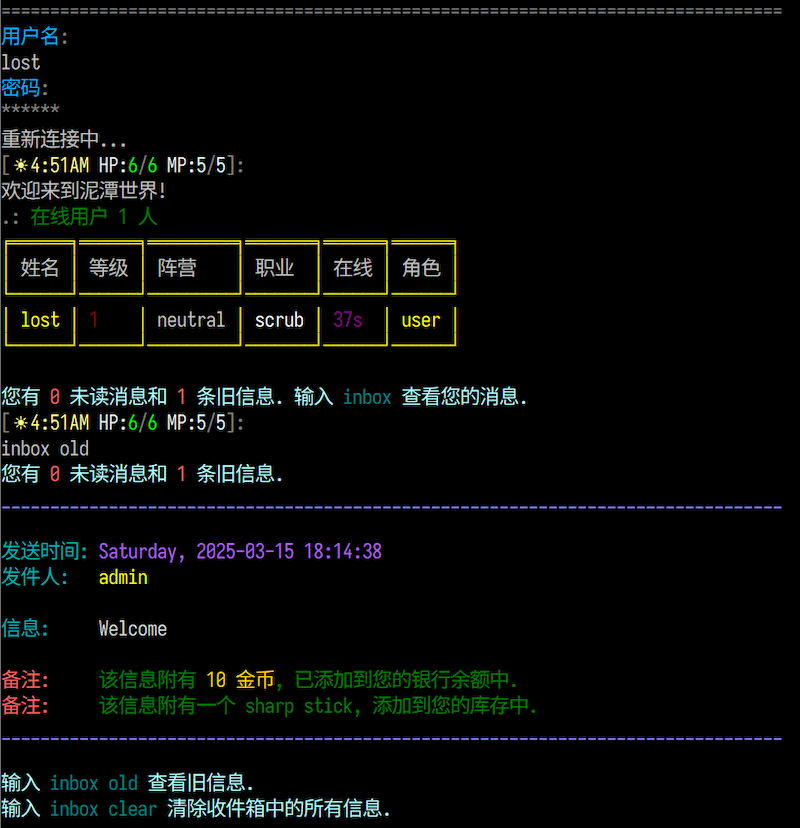 ================================================================================
用户名:
lost
密码:
******
重新连接中...
[☀4:51AM HP:6/6 MP:5/5]:
欢迎来到泥潭世界!
.: 在线用户 1 人
姓名 等级 阵营 职业 在线 角色
lost 1 neutral scrub 37s user
您有 0 未读消息和 1 条旧信息. 输入 inbox 查看您的消息.
[☀4:51AM HP:6/6 MP:5/5]:
inbox old
您有 0 未读消息和 1 条旧信息.
--------------------------------------------------------------------------------
发送时间: Saturday, 2025-03-15 18:14:38
发件人: admin
信息: Welcome
备注: 该信息附有 10 金币, 已添加到您的银行余额中.
备注: 该信息附有一个 sharp stick, 添加到您的库存中.
--------------------------------------------------------------------------------
输入 inbox old 查看旧信息.
输入 inbox clear 清除收件箱中的所有信息.